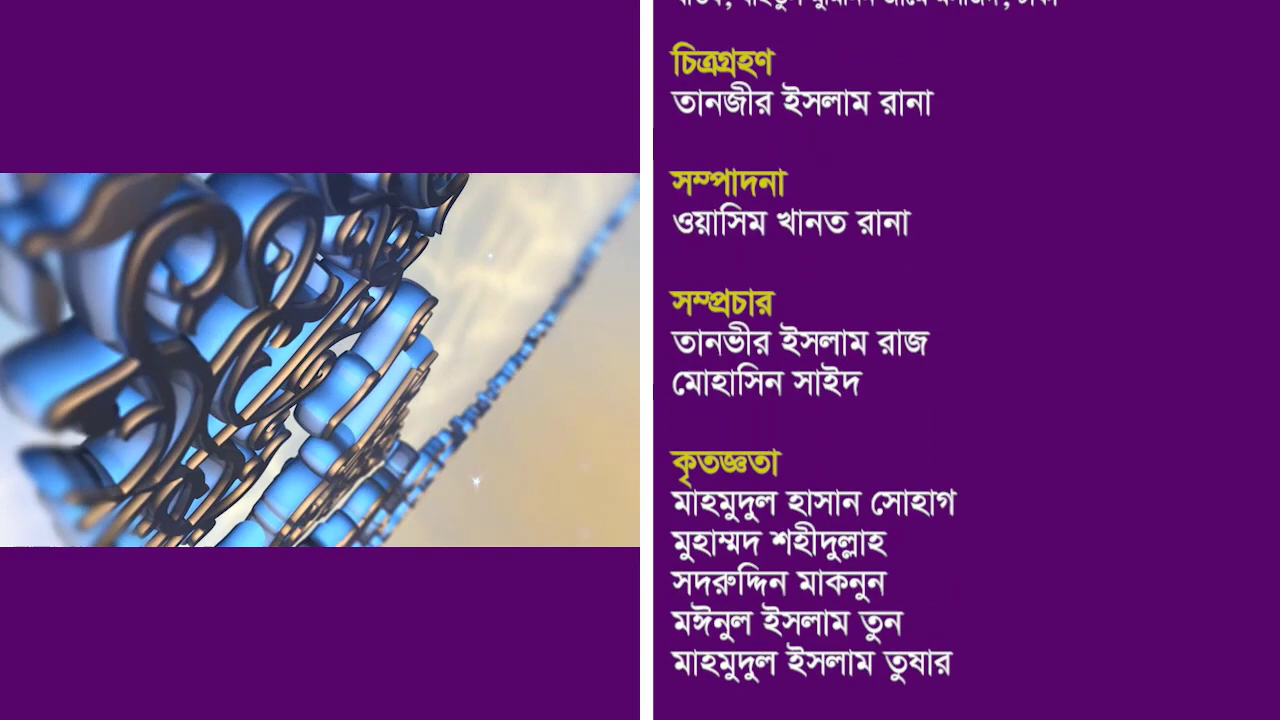 চিত্রগ্রহণ
তানজীর ইসলাম রানা
সম্পাদনা
ওয়াসিম খানত রানা
সম্প্রচার
তানভীর ইসলাম রাজ
মোহাসিন সাইদ
কৃতজ্ঞতা
মাহমুদুল হাসান সোহাগ
মুহাম্মদ শহীদুল্লাহ
সদরুদ্দিন মাকনুন
মঈনুল ইসলাম তুন
মাহমুদুল ইসলাম তুষার